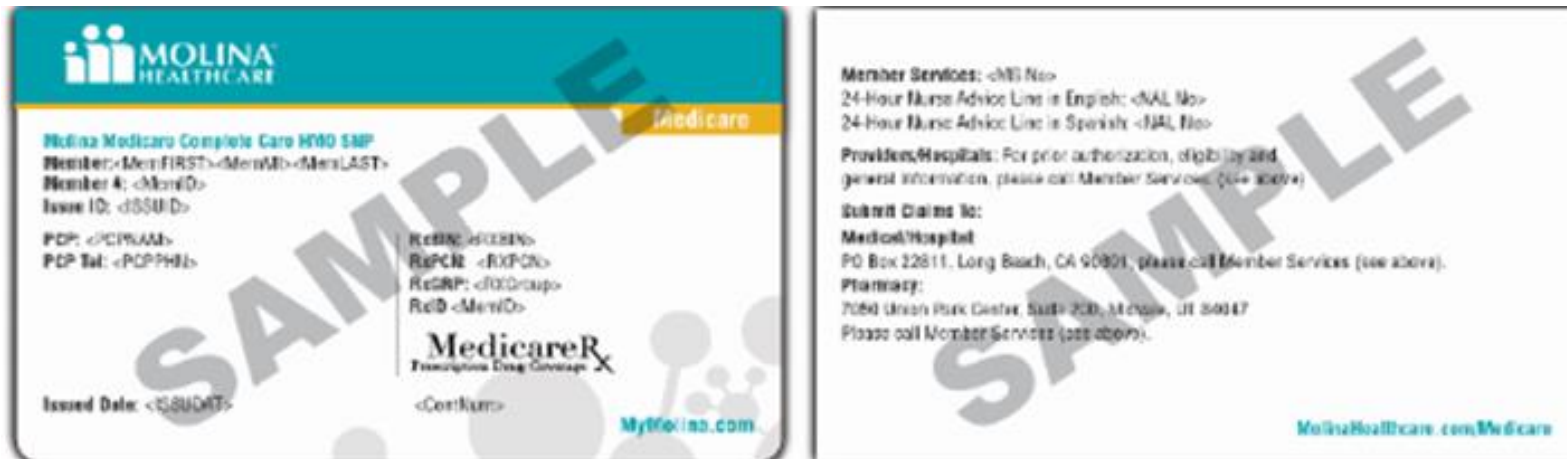 MOLINA
HEALTHCARE
Medicare
Molina Medicare Complete Care HMO SNP
Member:<MemFIRST><MemMI><MemLAST>
Member #: <MemID>
Issue ID: <ISSUID>
PCP: <PCPNAM>
PCP Tel: <PCPPHN>
RxBIN: <RXBIN>
RxPCN: <RXPCN>
RxGRP: <RXGroup>
RxID <MemID>
MedicareRx
Prescription Drug Coverage
Issued Date: <ISSUDAT>
<ContNum>
MyMolina.com
SAMPLE
Member Services: <MS No>
24-Hour Nurse Advice Line in English: <NAL No>
24-Hour Nurse Advice Line in Spanish: <NAL No>
Providers/Hospitals: For prior authorization, eligibility and
general information, please call Member Services. (see above)
Submit Claims To:
Medical/Hospital:
PO Box 22811, Long Beach, CA 90801, please call Member Services (see above).
Pharmacy:
7050 Union Park Center, Suite 200, Midvale, UT 84047
Please call Member Services (see above).
MolinaHealthcare.com/Medicare
SAMPLE